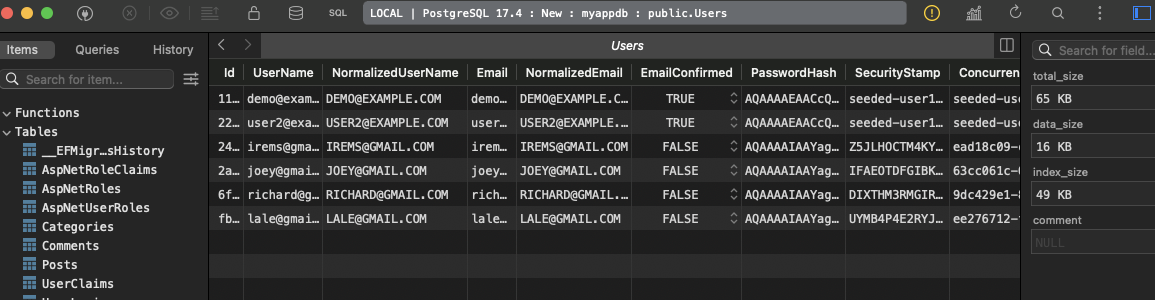 SQL LOCAL | PostgreSQL 17.4 : New : myappdb : public.Users
Items Queries History
Search for item...
Functions
Tables
__EFMigr…sHistory
AspNetRoleClaims
AspNetRoles
AspNetUserRoles
Categories
Comments
Posts
UserClaims
Users
Id UserName NormalizedUserName Email NormalizedEmail EmailConfirmed PasswordHash SecurityStamp Concurren
11… demo@exam… DEMO@EXAMPLE.COM demo… DEMO@EXAMPLE.C… TRUE AQAAAAEAACcQ… seeded-user1… seeded-use
22… user2@exa… USER2@EXAMPLE.COM user… USER2@EXAMPLE.… TRUE AQAAAAEAACcQ… seeded-user… seeded-use
24… irems@gma… IREMS@GMAIL.COM irem… IREMS@GMAIL.COM FALSE AQAAAAIAAYag… Z5JLHOCTM4KY… ead18c09-
2a… joey@gmai… JOEY@GMAIL.COM joey… JOEY@GMAIL.COM FALSE AQAAAAIAAYag… IFAEOTDFGIBK… 63cc061c-
6f… richard@g… RICHARD@GMAIL.COM rich… RICHARD@GMAIL.… FALSE AQAAAAIAAYag… DIXTHM3RMGIR… 9dc429e1-
fb… lale@gmai… LALE@GMAIL.COM lale… LALE@GMAIL.COM FALSE AQAAAAIAAYag… UYMB4P4E2RYJ… ee276712-
Search for field...
total_size
65 KB
data_size
16 KB
index_size
49 KB
comment
NULL